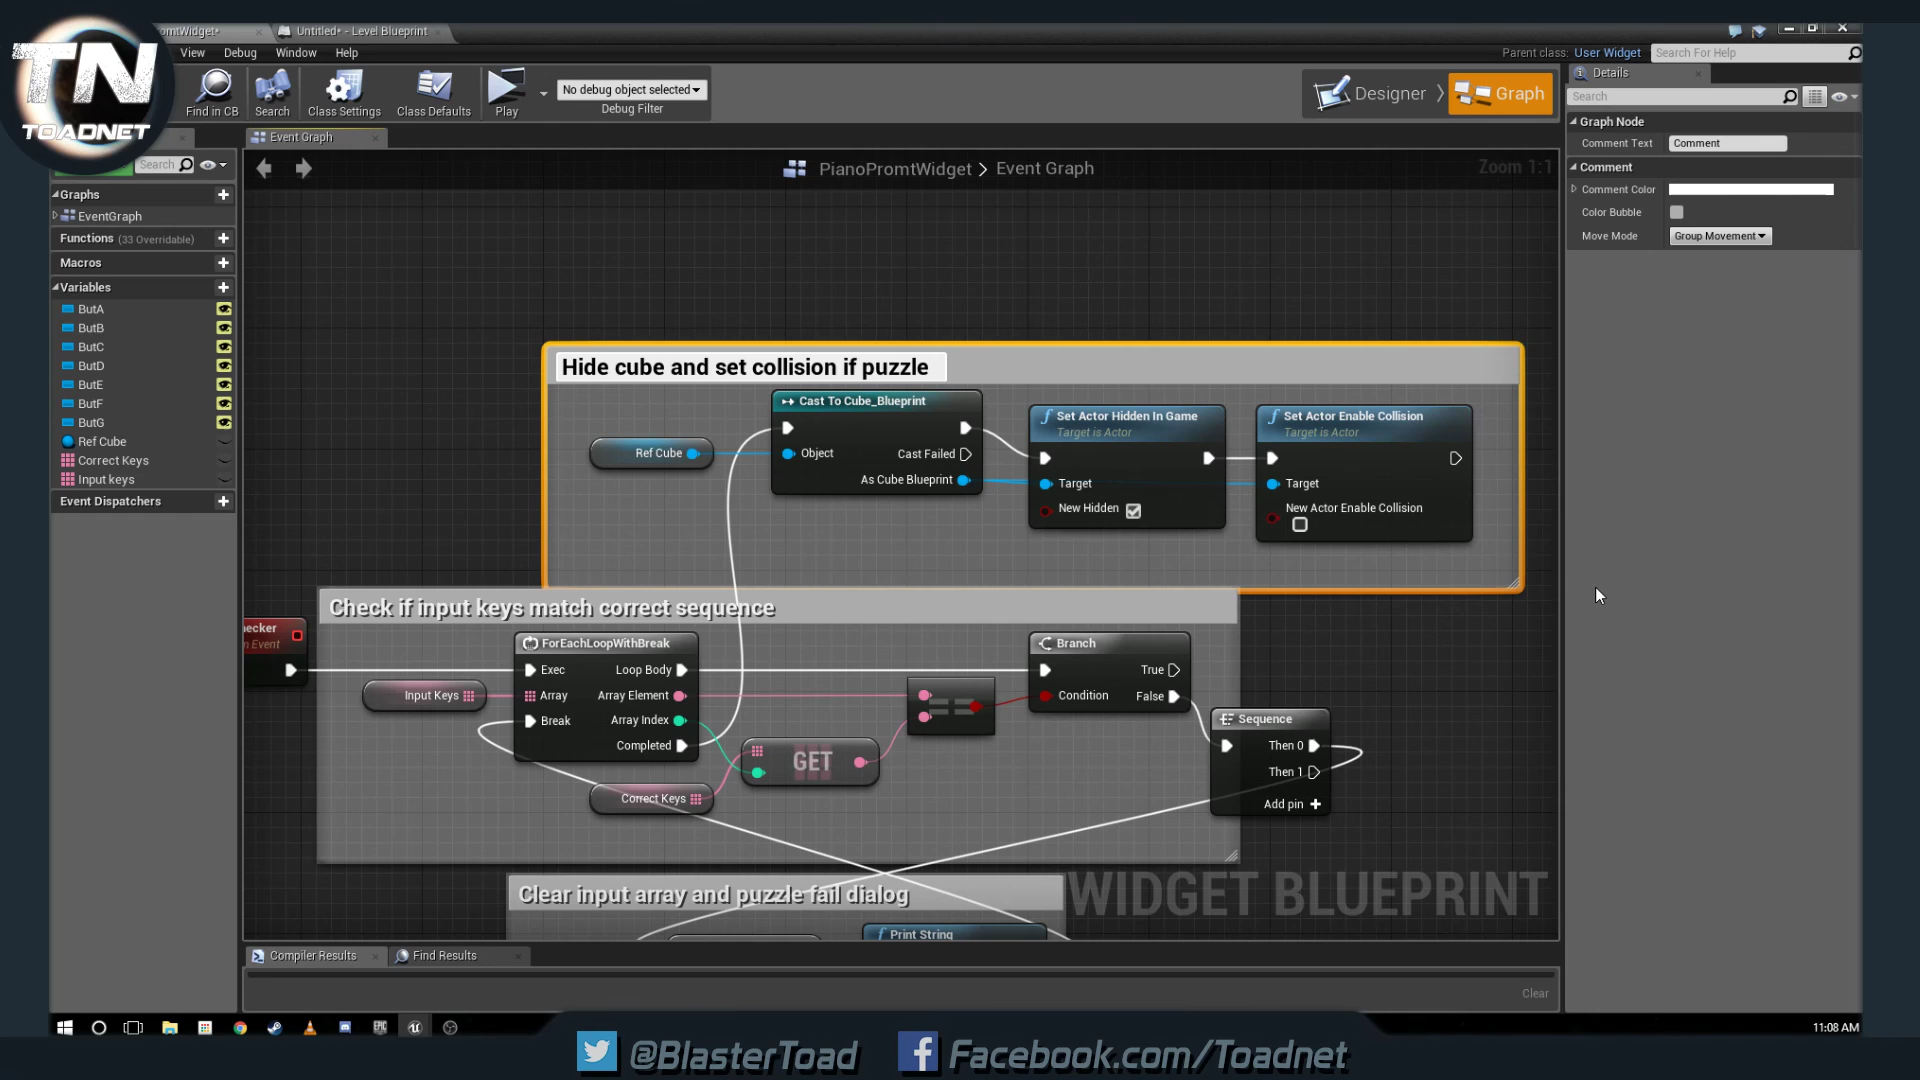 TN
TOADNET
omtWidget*
Untitled* - Level Blueprint
View Debug Window Help
Parent class: User Widget
Search For Help
Find in CB
Search
Class Settings
Class Defaults
Play
No debug object selected
Debug Filter
Designer
Graph
Details
Search
Graph Node
Comment Text Comment
Comment
Comment Color
Color Bubble
Move Mode Group Movement
Search
Graphs
EventGraph
Functions (33 Overridable)
Macros
Variables
ButA
ButB
ButC
ButD
ButE
ButF
ButG
Ref Cube
Correct Keys
Input keys
Event Dispatchers
Event Graph
PianoPromtWidget > Event Graph
Zoom 1:1
Hide cube and set collision if puzzle
Ref Cube
Cast To Cube_Blueprint
Object
Cast Failed
As Cube Blueprint
Set Actor Hidden In Game
Target is Actor
Target
New Hidden
Set Actor Enable Collision
Target is Actor
Target
New Actor Enable Collision
Check if input keys match correct sequence
ecker
m Event
Input Keys
ForEachLoopWithBreak
Exec Loop Body
Array Array Element
Break Array Index
Completed
Correct Keys
GET
==
Branch
True
Condition False
Sequence
Then 0
Then 1
Add pin
Clear input array and puzzle fail dialog
Print String
WIDGET BLUEPRINT
Compiler Results
Find Results
Clear
EPIC
11:08 AM
@BlasterToad
Facebook.com/Toadnet